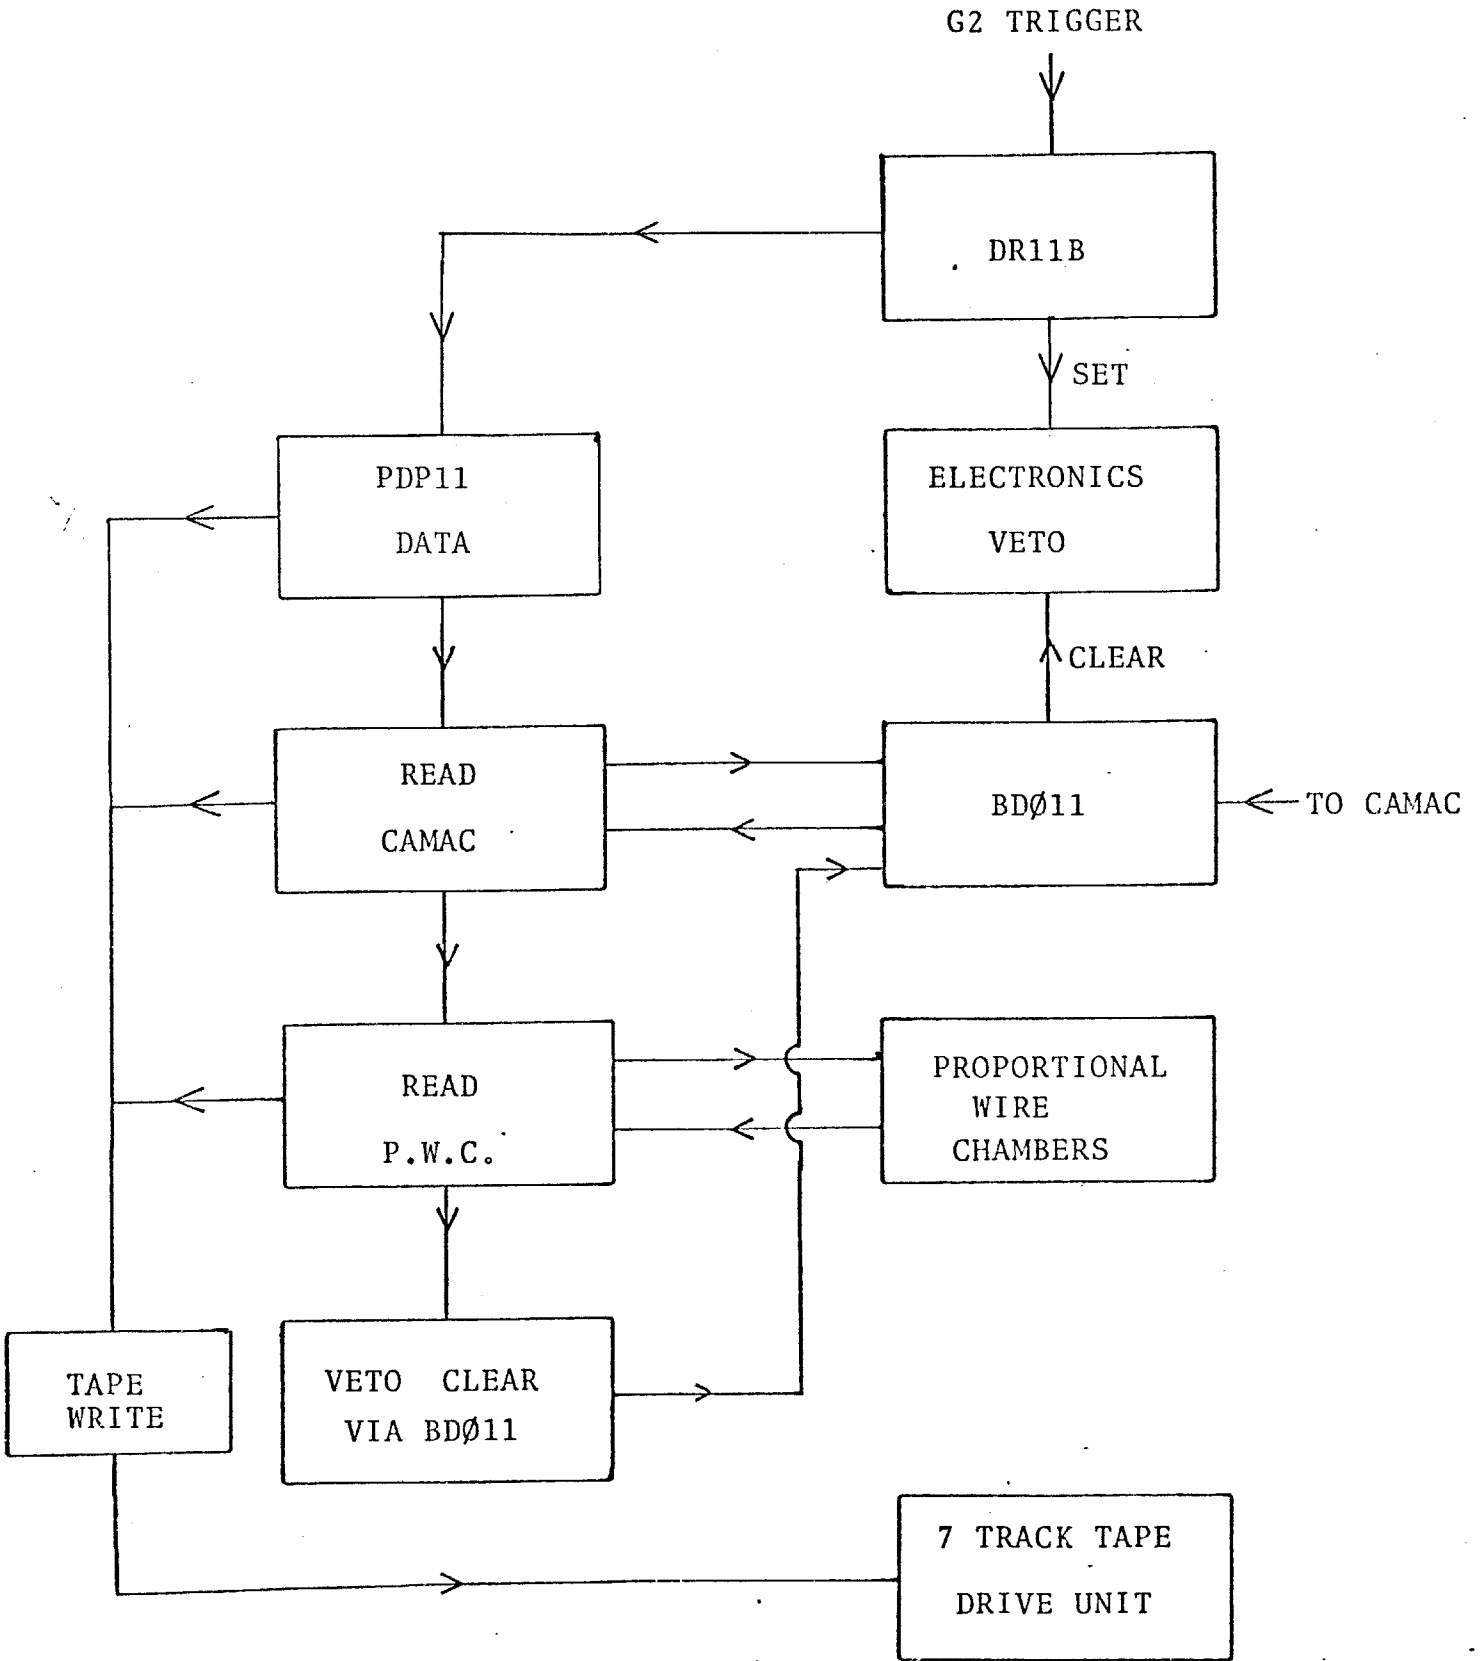 G2 TRIGGER
DR11B
SET
PDP11
DATA
ELECTRONICS
VETO
CLEAR
READ
CAMAC
BDØ11
TO CAMAC
READ
P.W.C.
PROPORTIONAL
WIRE
CHAMBERS
TAPE
WRITE
VETO CLEAR
VIA BDØ11
7 TRACK TAPE
DRIVE UNIT